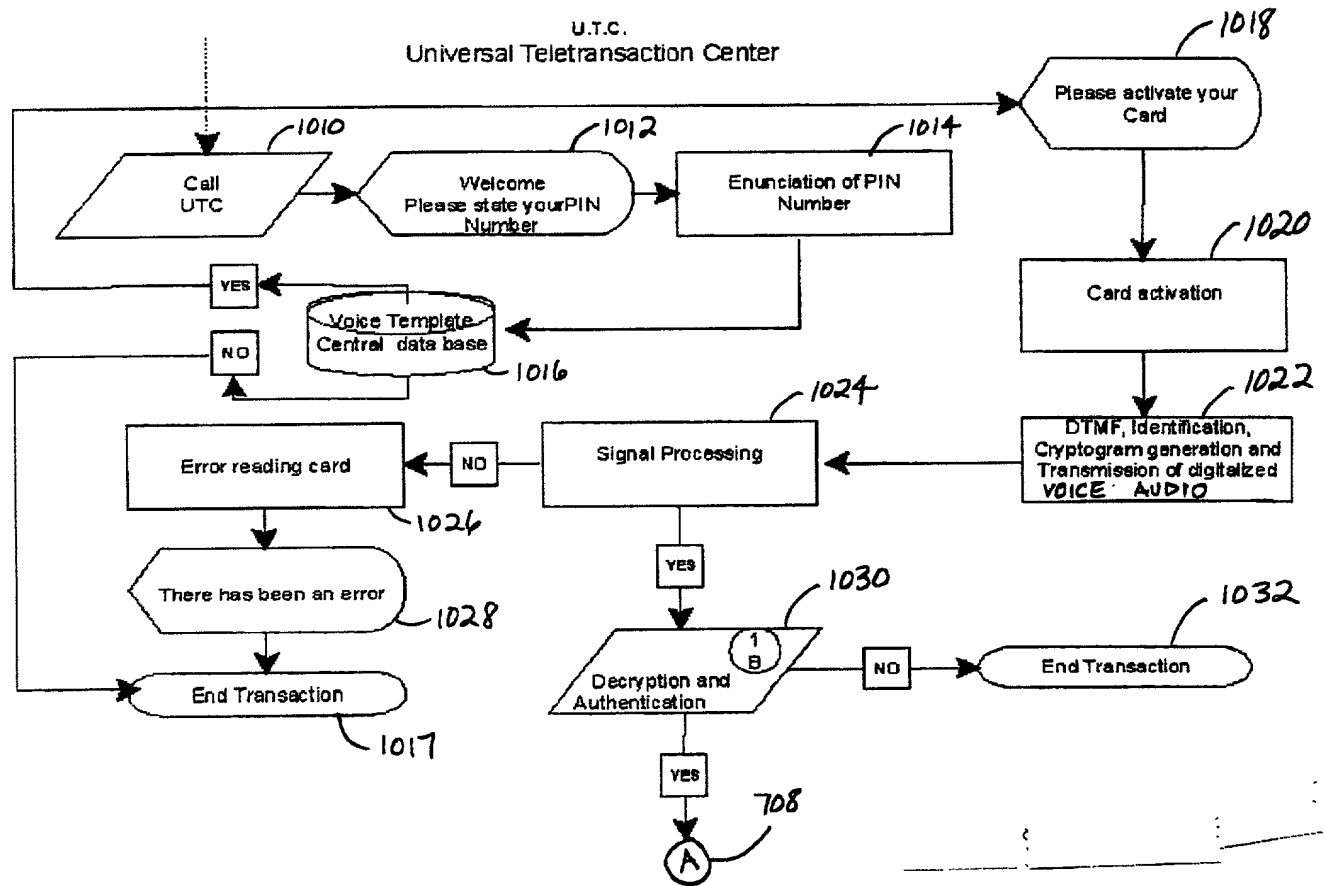 U.T.C.
Universal Teletransaction Center
1018
Please activate your
Card
1010
Call
UTC
1012
Welcome
Please state yourPIN
Number
1014
Enunciation of PIN
Number
1020
Card activation
YES
NO
Voice Template
Central data base
1016
1022
DTMF, Identification,
Cryptogram generation and
Transmission of digitalized
VOICE AUDIO
1024
Signal Processing
NO
Error reading card
1026
There has been an error
1028
End Transaction
1017
YES
1030
1
B
Decryption and
Authentication
NO
1032
End Transaction
YES
708
A